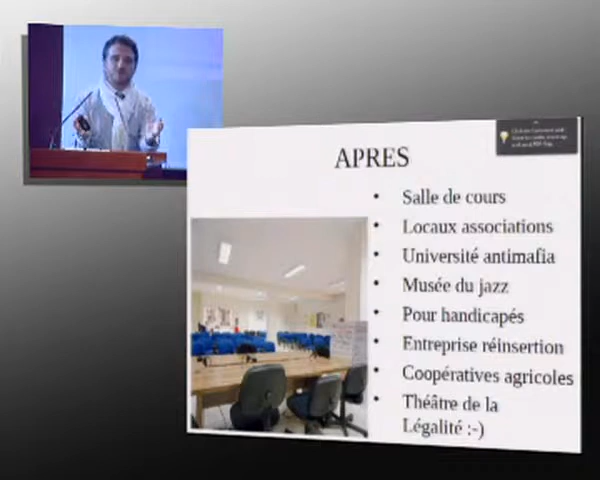 APRES
• Salle de cours
• Locaux associations
• Université antimafia
• Musée du jazz
• Pour handicapés
• Entreprise réinsertion
• Coopératives agricoles
• Théâtre de la
Légalité :-)